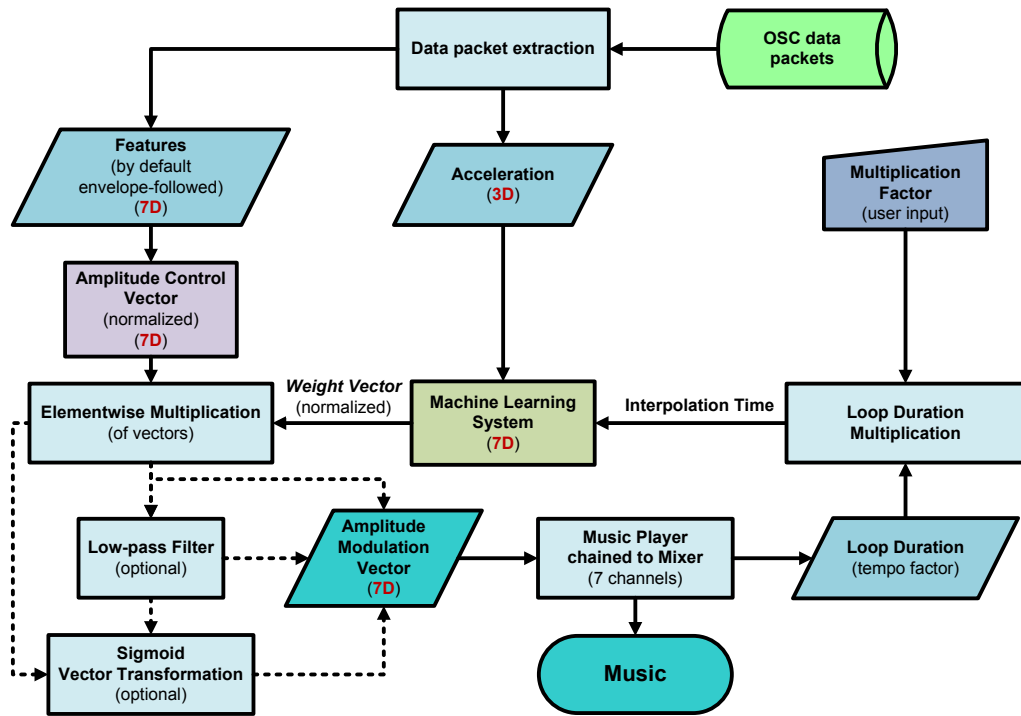 Data packet extraction
OSC data
packets
Features
(by default
envelope-followed)
(7D)
Acceleration
(3D)
Multiplication
Factor
(user input)
Amplitude Control
Vector
(normalized)
(7D)
Elementwise Multiplication
(of vectors)
Weight Vector
(normalized)
Machine Learning
System
(7D)
Interpolation Time
Loop Duration
Multiplication
Low-pass Filter
(optional)
Amplitude
Modulation
Vector
(7D)
Music Player
chained to Mixer
(7 channels)
Loop Duration
(tempo factor)
Sigmoid
Vector Transformation
(optional)
Music